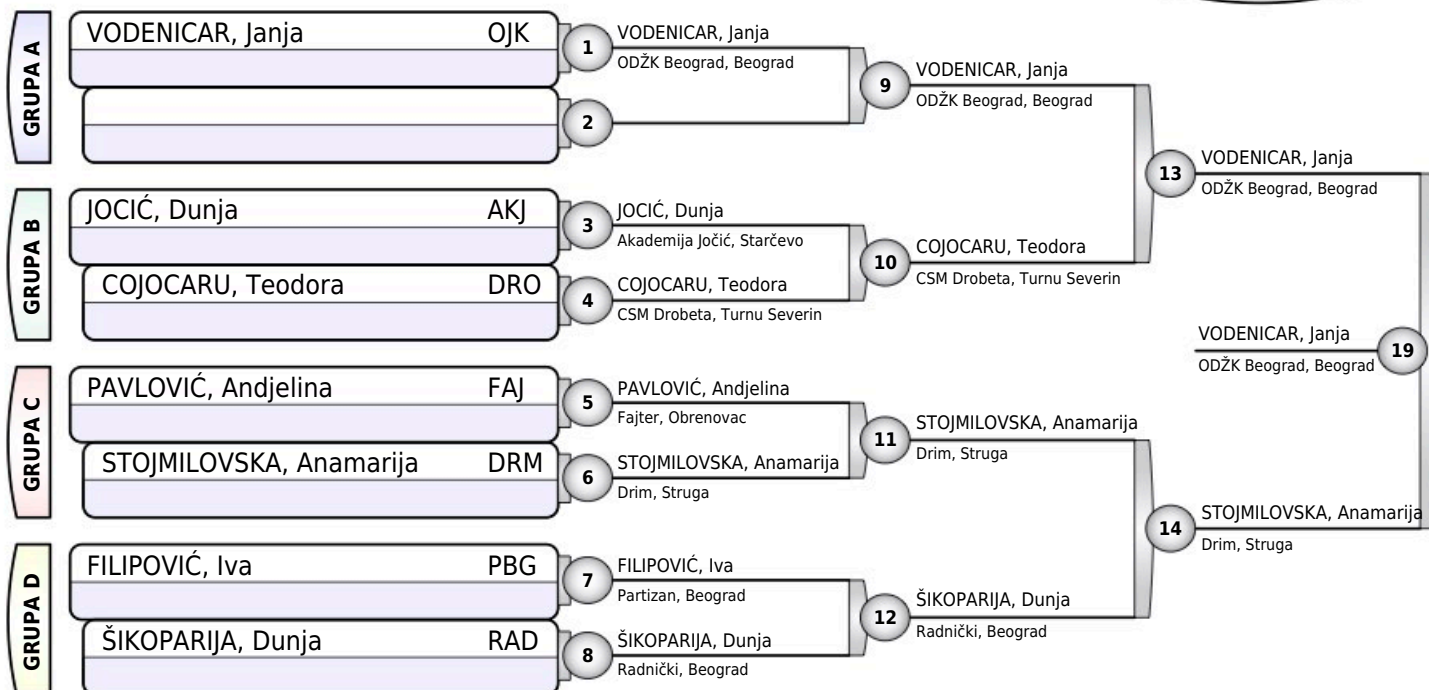 GRUPA A
VODENICAR, Janja OJK
1
VODENICAR, Janja
ODŽK Beograd, Beograd
2
9
VODENICAR, Janja
ODŽK Beograd, Beograd
GRUPA B
JOCIĆ, Dunja AKJ
COJOCARU, Teodora DRO
3
JOCIĆ, Dunja
Akademija Jočić, Starčevo
4
COJOCARU, Teodora
CSM Drobeta, Turnu Severin
10
COJOCARU, Teodora
CSM Drobeta, Turnu Severin
13
VODENICAR, Janja
ODŽK Beograd, Beograd
GRUPA C
PAVLOVIĆ, Andjelina FAJ
STOJMILOVSKA, Anamarija DRM
5
PAVLOVIĆ, Andjelina
Fajter, Obrenovac
6
STOJMILOVSKA, Anamarija
Drim, Struga
11
STOJMILOVSKA, Anamarija
Drim, Struga
GRUPA D
FILIPOVIĆ, Iva PBG
ŠIKOPARIJA, Dunja RAD
7
FILIPOVIĆ, Iva
Partizan, Beograd
8
ŠIKOPARIJA, Dunja
Radnički, Beograd
12
ŠIKOPARIJA, Dunja
Radnički, Beograd
14
STOJMILOVSKA, Anamarija
Drim, Struga
VODENICAR, Janja
ODŽK Beograd, Beograd
19